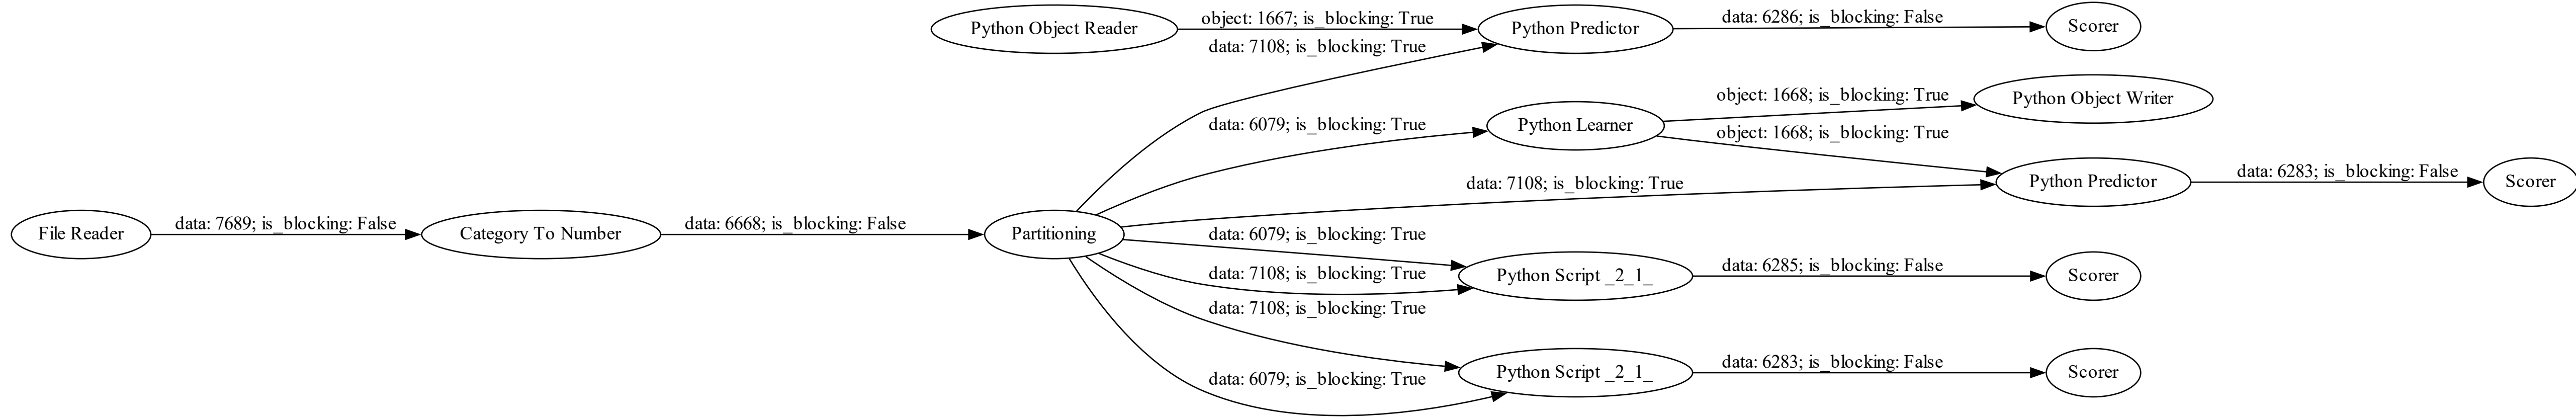 Python Object Reader
object: 1667; is_blocking: True
Python Predictor
data: 6286; is_blocking: False
Scorer
data: 7108; is_blocking: True
data: 6079; is_blocking: True
Python Learner
object: 1668; is_blocking: True
Python Object Writer
object: 1668; is_blocking: True
data: 7108; is_blocking: True
Python Predictor
data: 6283; is_blocking: False
Scorer
File Reader
data: 7689; is_blocking: False
Category To Number
data: 6668; is_blocking: False
Partitioning
data: 6079; is_blocking: True
data: 7108; is_blocking: True
Python Script _2_1_
data: 6285; is_blocking: False
Scorer
data: 7108; is_blocking: True
data: 6079; is_blocking: True
Python Script _2_1_
data: 6283; is_blocking: False
Scorer